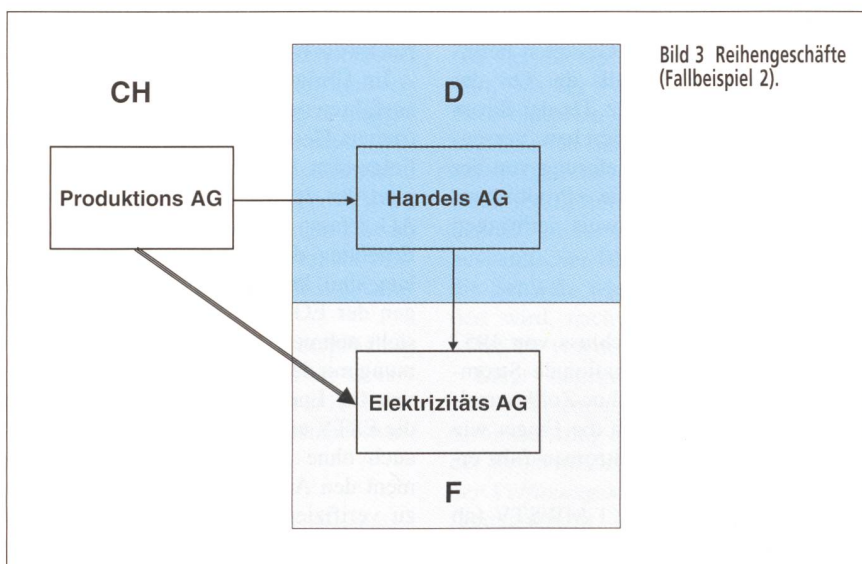 CH
D
Bild 3 Reihengeschäfte
(Fallbeispiel 2).
Produktions AG
Handels AG
Elektrizitäts AG
F